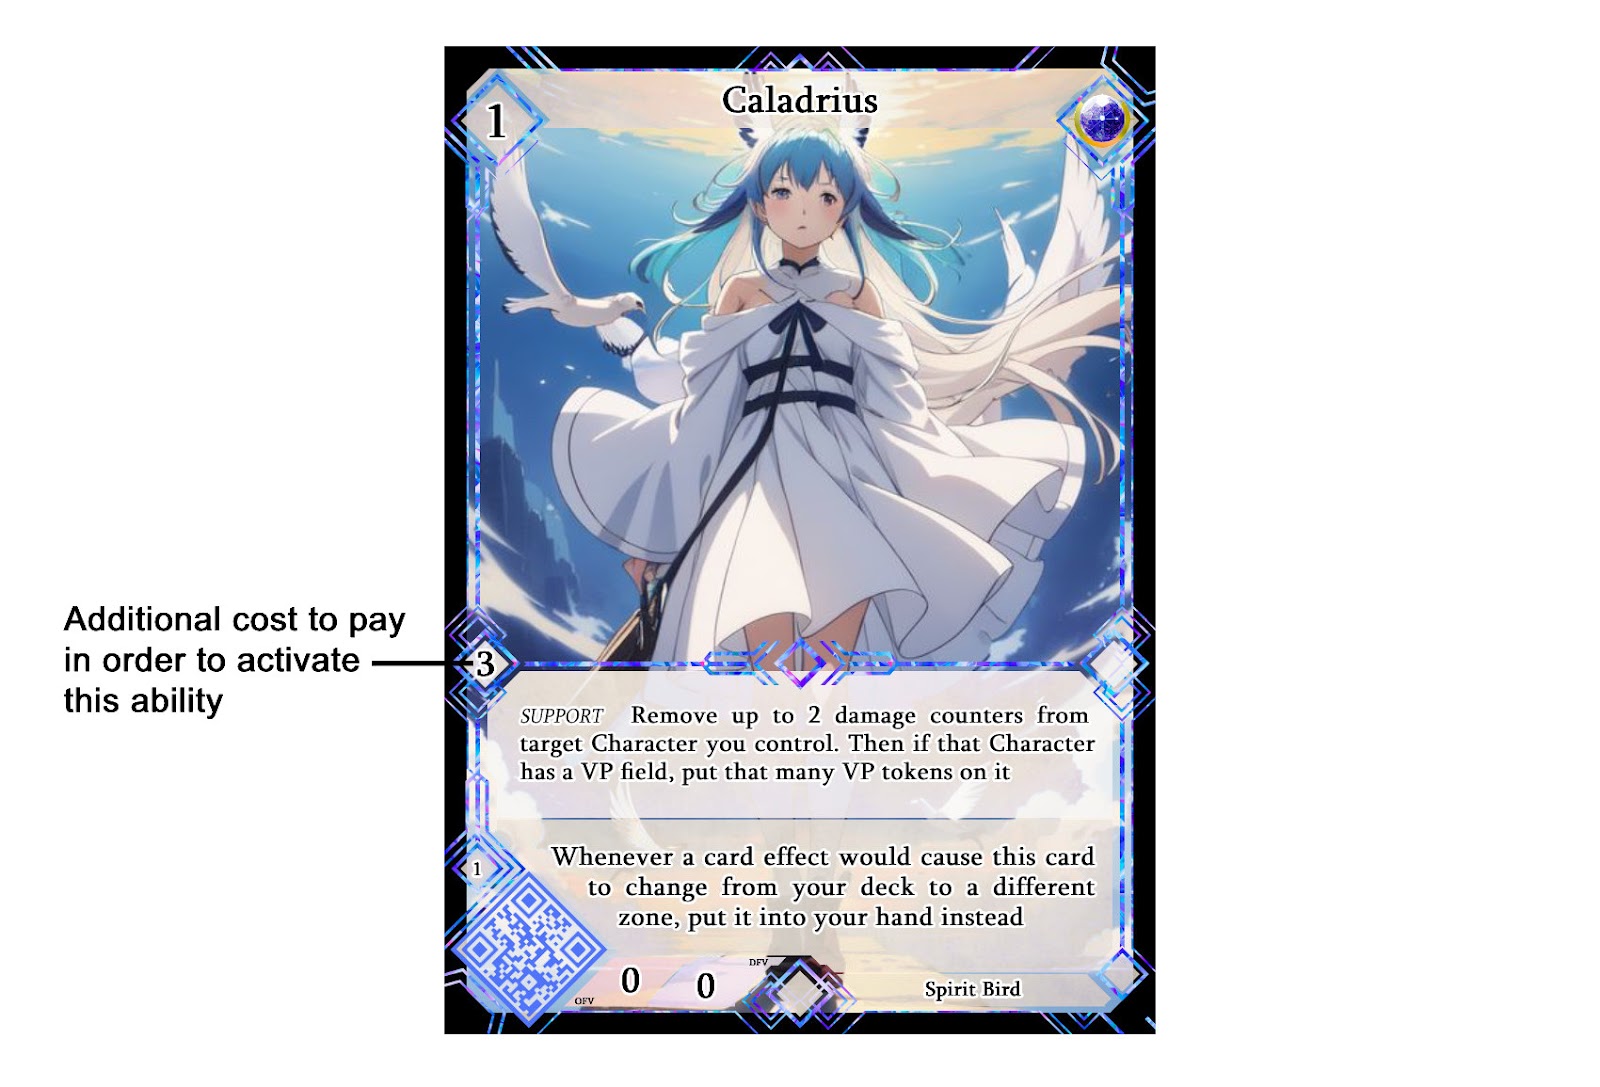 1
Caladrius
Additional cost to pay
in order to activate
this ability
3
SUPPORT Remove up to 2 damage counters from
target Character you control. Then if that Character
has a VP field, put that many VP tokens on it
1
Whenever a card effect would cause this card
to change from your deck to a different
zone, put it into your hand instead
OFV
0
0
DFV
Spirit Bird